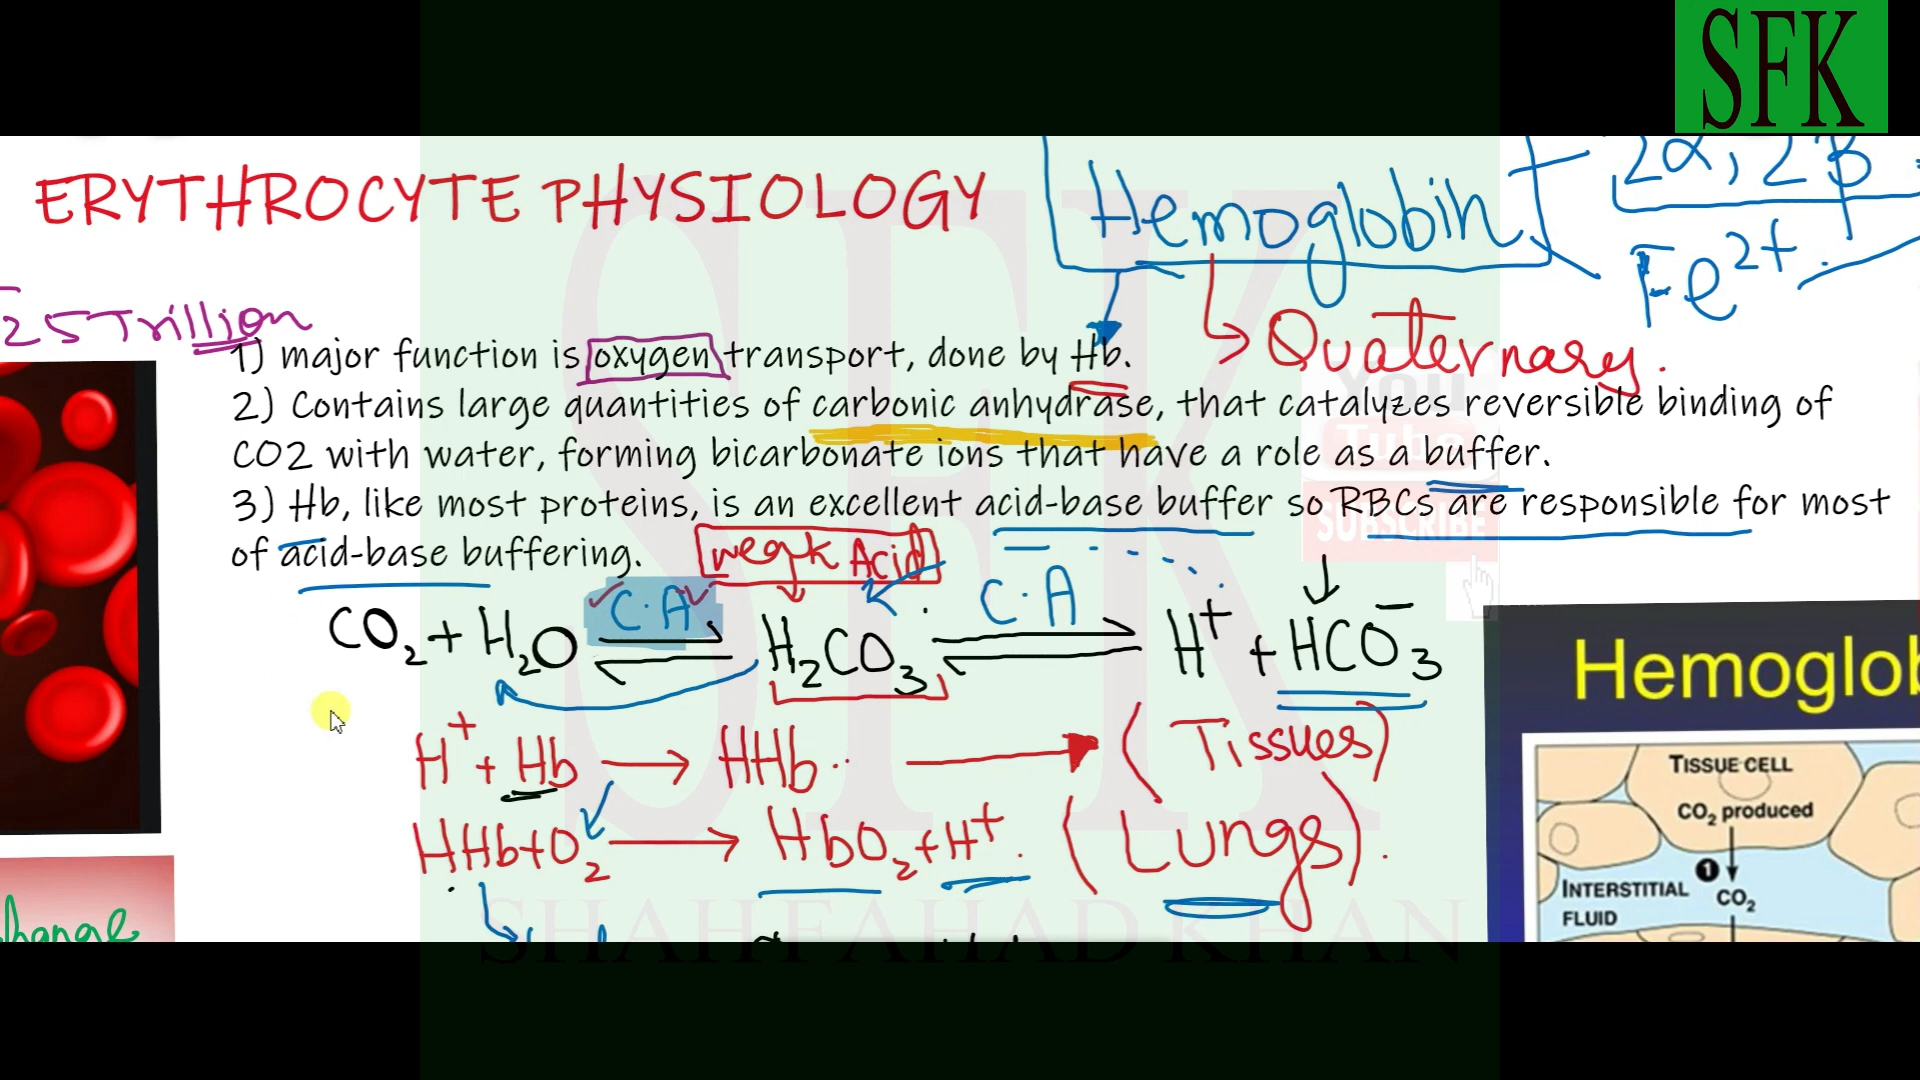 SFK
ERYTHROCYTE PHYSIOLOGY
Hemoglobin
2α, 2β
Fe2+
Quaternary.
25 Trillion
1) major function is oxygen transport, done by Hb.
2) Contains large quantities of carbonic anhydrase, that catalyzes reversible binding of
CO2 with water, forming bicarbonate ions that have a role as a buffer.
3) Hb, like most proteins, is an excellent acid-base buffer so RBCs are responsible for most
of acid-base buffering.
weak Acid
CO₂ + H₂O ⇌ C.A H₂CO₃ ⇌ C.A H⁺ + HCO₃⁻
H⁺ + Hb → HHb.. → (Tissues)
HHb + O₂ → HbO₂ + H⁺. (Lungs).
Hemoglob
TISSUE CELL
CO₂ produced
1
INTERSTITIAL
FLUID
CO₂
You
Tube
SUBSCRIBE
SHAHFAHAD KHAN